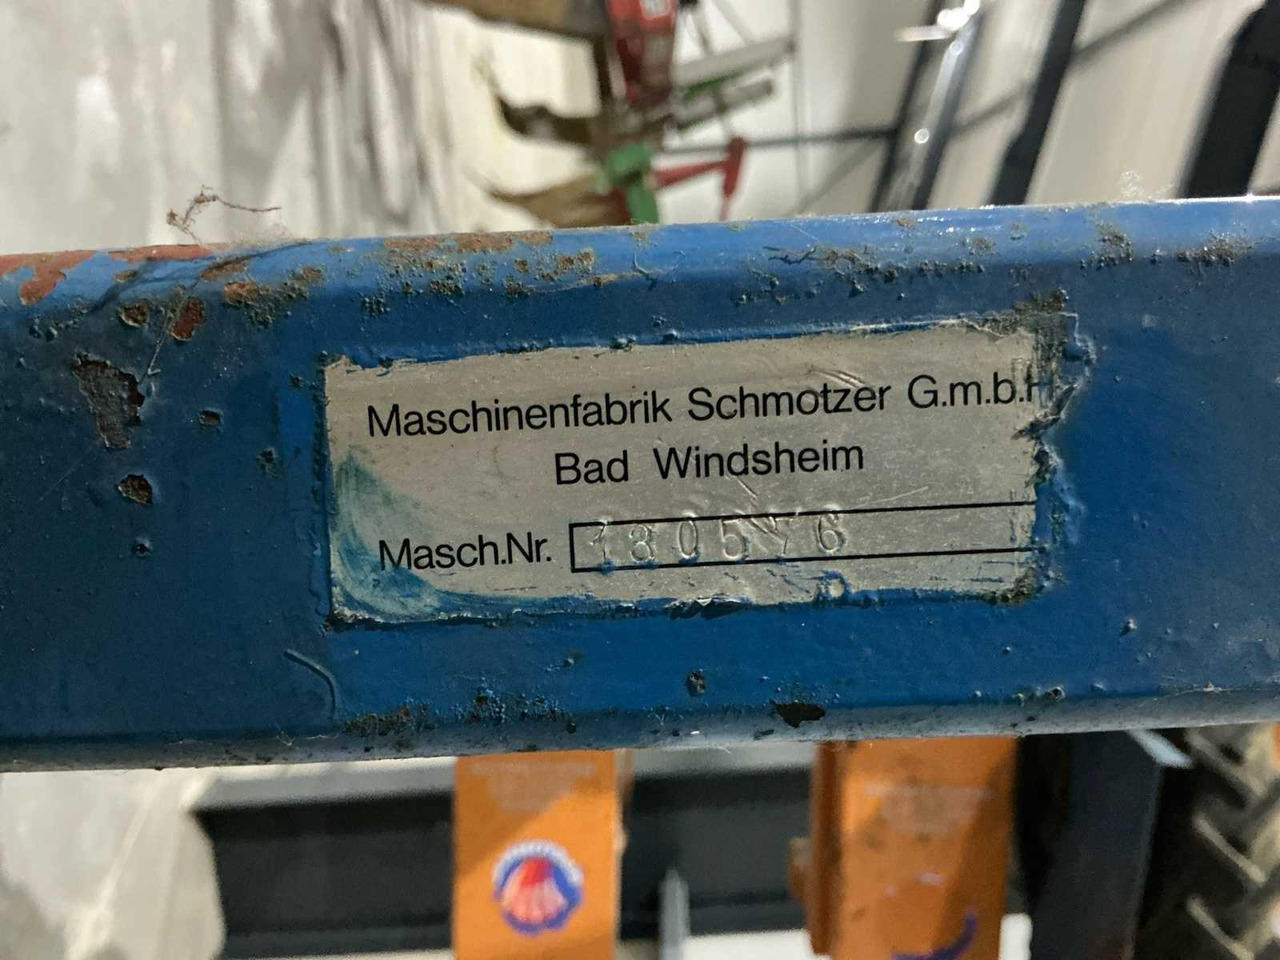 Maschinenfabrik Schmotzer G.m.b.H
Bad Windsheim
Masch.Nr.